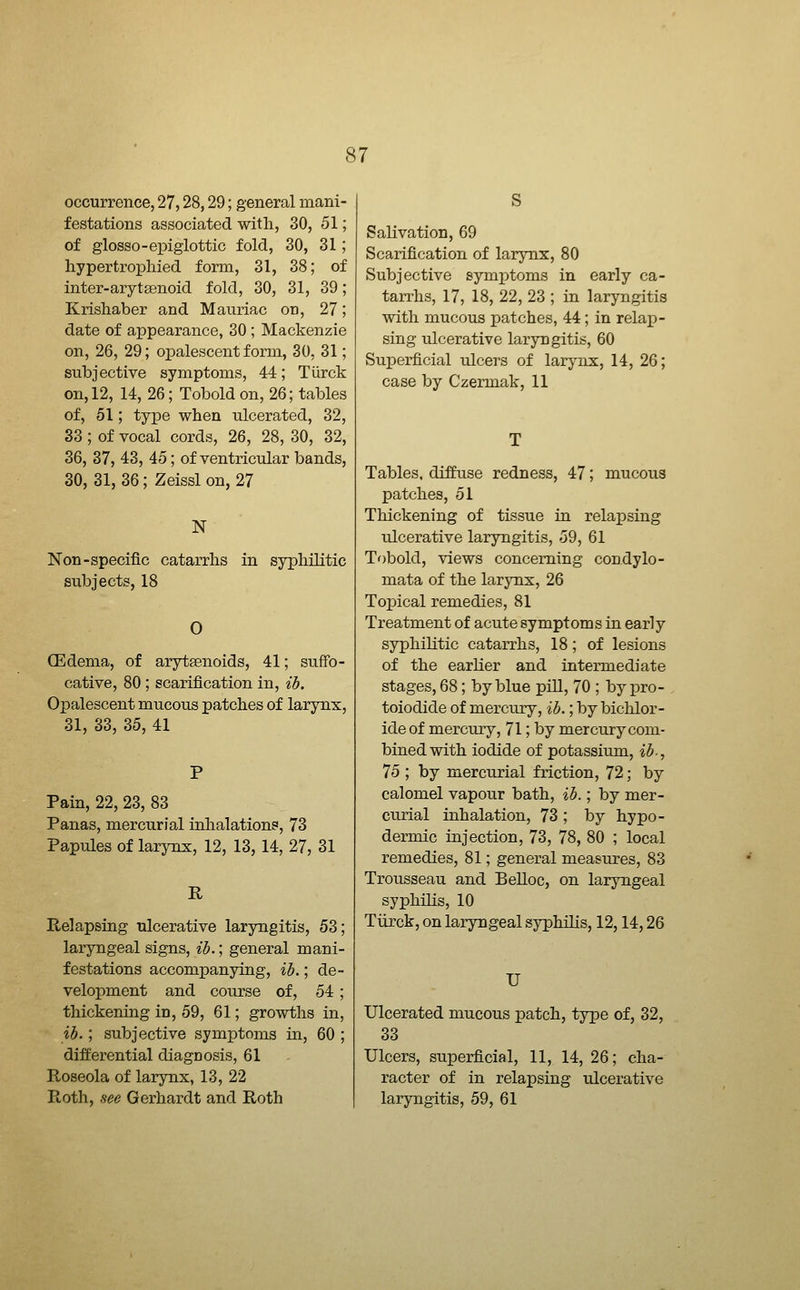 87
occurrence, 27, 28, 29; general mani-
festations associated with, 30, 51;
of glosso-epiglottic fold, 30, 31;
hypertrophied form, 31, 38; of
inter-arytænoid fold, 30, 31, 39;
Krishaber and Mauriac on, 27;
date of appearance, 30; Mackenzie
on, 26, 29; opalescent form, 30, 31;
subjective symptoms, 44; Türck
on, 12, 14, 26; Tobold on, 26; tables
of, 51; type when ulcerated, 32,
33; of vocal cords, 26, 28, 30, 32,
36, 37, 43, 45; of ventricular bands,
30, 31, 36; Zeissl on, 27
N
Non-specific catarrhs in syphilitic
subjects, 18
O
Œdema, of arytænoids, 41; suffo-
cative, 80; scarification in, ib.
Opalescent mucous patches of larynx,
31, 33, 35, 41
P
Pain, 22, 23, 83
Panas, mercurial inhalations, 73
Papules of larynx, 12, 13, 14, 27, 31
R
Relapsing ulcerative laryngitis, 53;
laryngeal signs, ib.; general mani-
festations accompanying, ib.; de-
velopment and course of, 54;
thickening in, 59, 61; growths in,
ib.; subjective symptoms in, 60;
differential diagnosis, 61
Roseola of larynx, 13, 22
Roth, see Gerhardt and Roth
S
Salivation, 69
Scarification of larynx, 80
Subjective symptoms in early ca-
tarrhs, 17, 18, 22, 23; in laryngitis
with mucous patches, 44; in relap-
sing ulcerative laryngitis, 60
Superficial ulcers of larynx, 14, 26;
case by Czermak, 11
T
Tables, diffuse redness, 47; mucous
patches, 51
Thickening of tissue in relapsing
ulcerative laryngitis, 59, 61
Tobold, views concerning condylo-
mata of the larynx, 26
Topical remedies, 81
Treatment of acute symptoms in early
syphilitic catarrhs, 18; of lesions
of the earlier and intermediate
stages, 68; by blue pill, 70; by pro-
toiodide of mercury, ib.; by bichlor-
ide of mercury, 71; by mercury com-
bined with iodide of potassium, ib.,
75; by mercurial friction, 72; by
calomel vapour bath, ib.; by mer-
curial inhalation, 73; by hypo-
dermic injection, 73, 78, 80 ; local
remedies, 81; general measures, 83
Trousseau and Belloc, on laryngeal
syphilis, 10
Türck, on laryngeal syphilis, 12, 14, 26
U
Ulcerated mucous patch, type of, 32,
33
Ulcers, superficial, 11, 14, 26; cha-
racter of in relapsing ulcerative
laryngitis, 59, 61